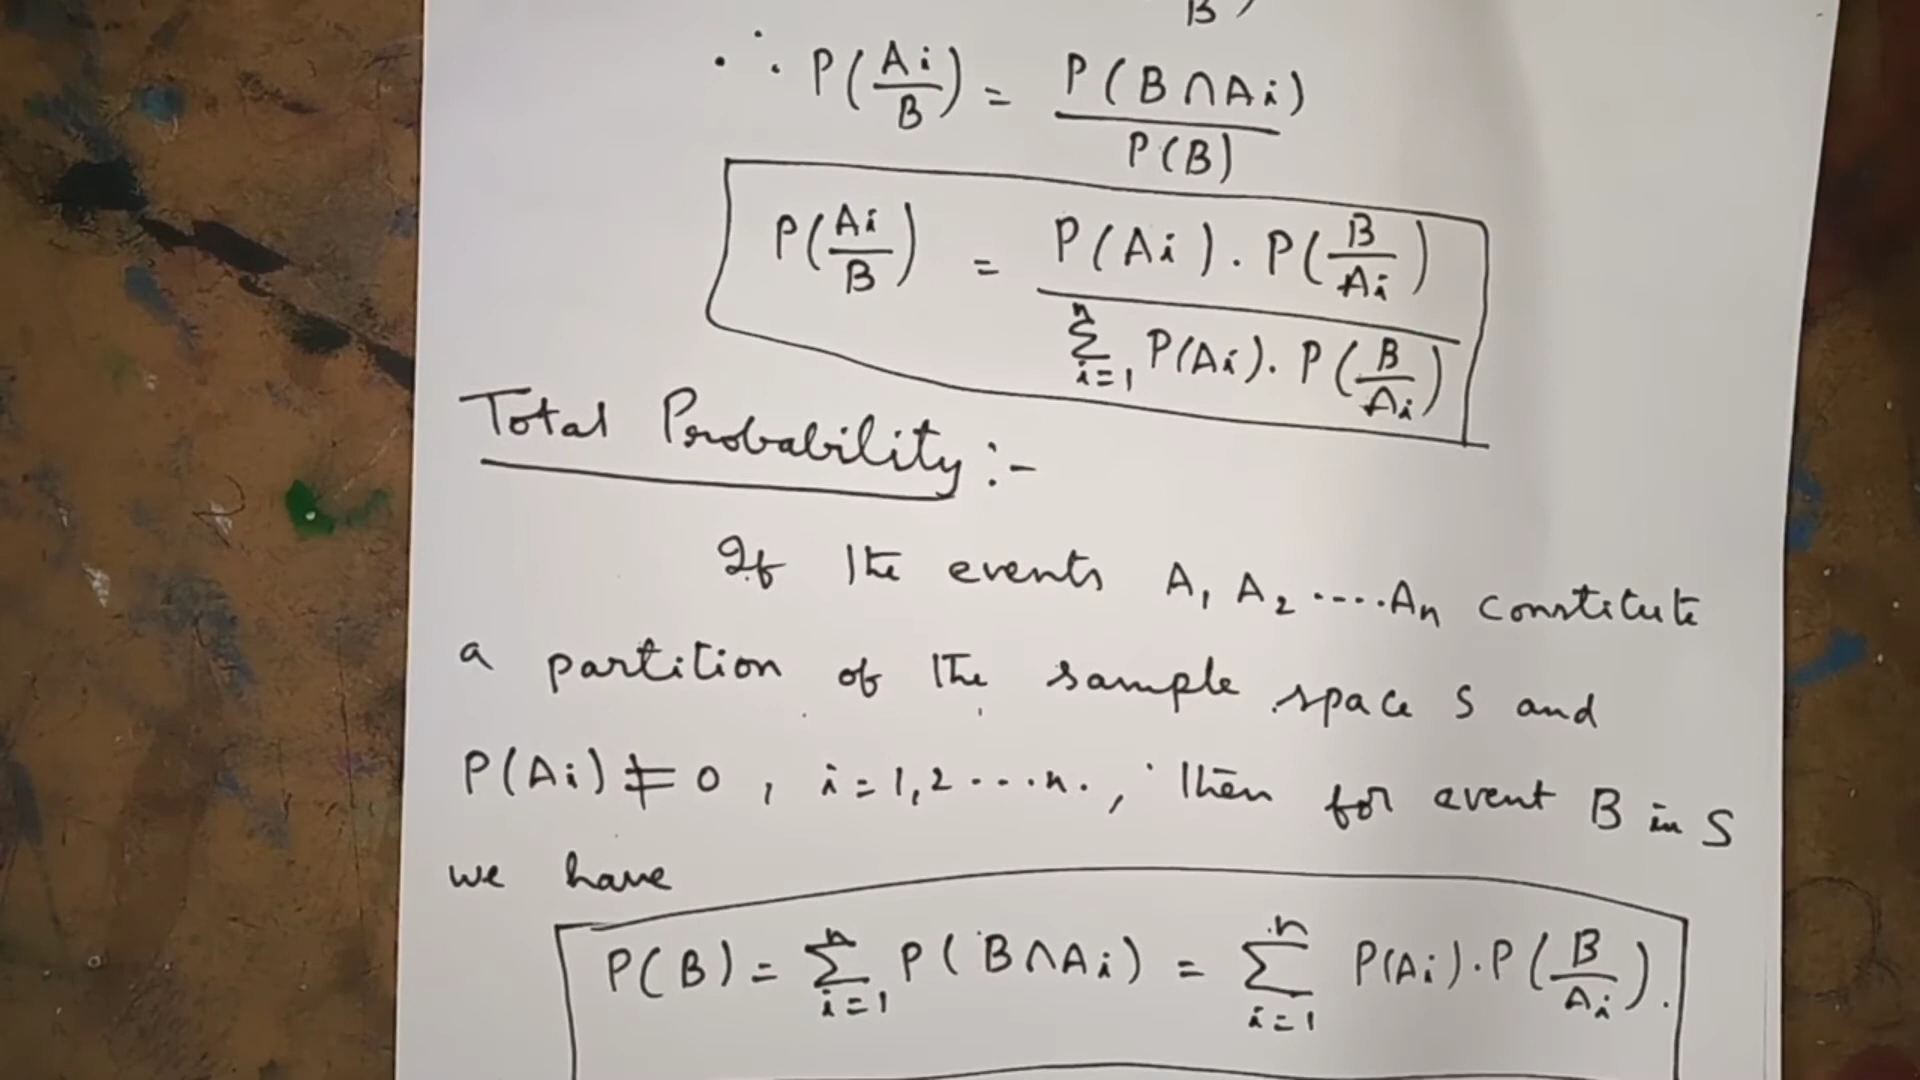 B)
∴ P(Ai/B) = P(B∩Ai)/P(B)
P(Ai/B) = P(Ai).P(B/Ai) / Σ_{i=1}^{n} P(Ai).P(B/Ai)
Total Probability :-
If the events A1 A2 ....An constitute
a partition of the sample space S and
P(Ai) ≠ 0, i=1,2...n., then for event B in S
we have
P(B) = Σ_{i=1}^{n} P(B∩Ai) = Σ_{i=1}^{n} P(Ai).P(B/Ai).